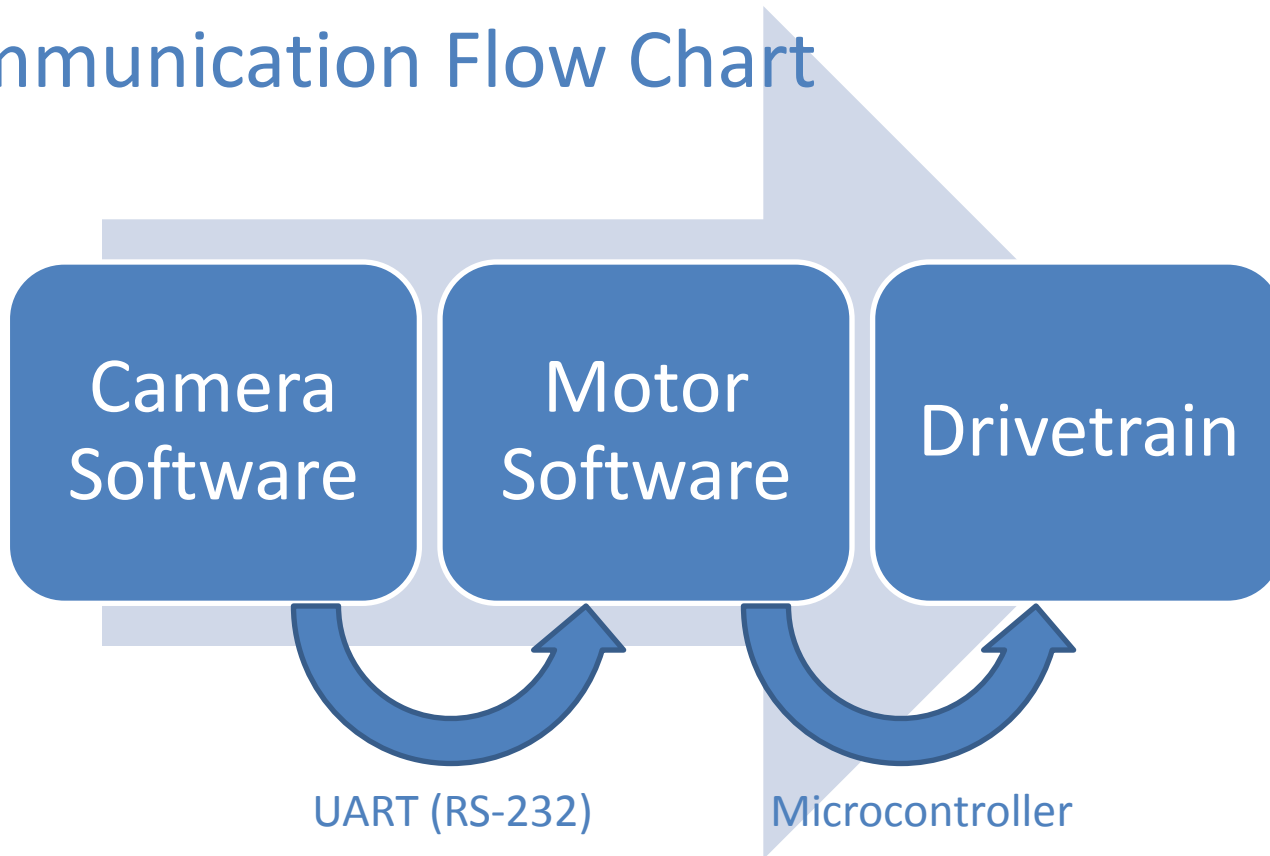 mmunication Flow Chart
Camera
Software
Motor
Software
Drivetrain
UART (RS-232)
Microcontroller